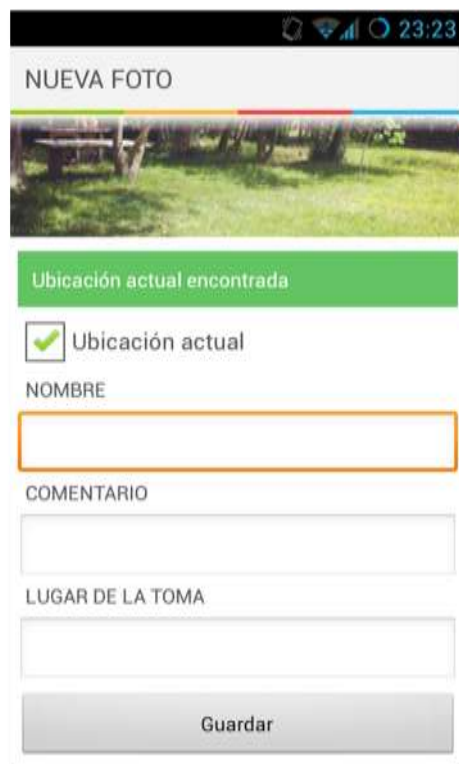 23:23
NUEVA FOTO
Ubicación actual encontrada
Ubicación actual
NOMBRE
COMENTARIO
LUGAR DE LA TOMA
Guardar